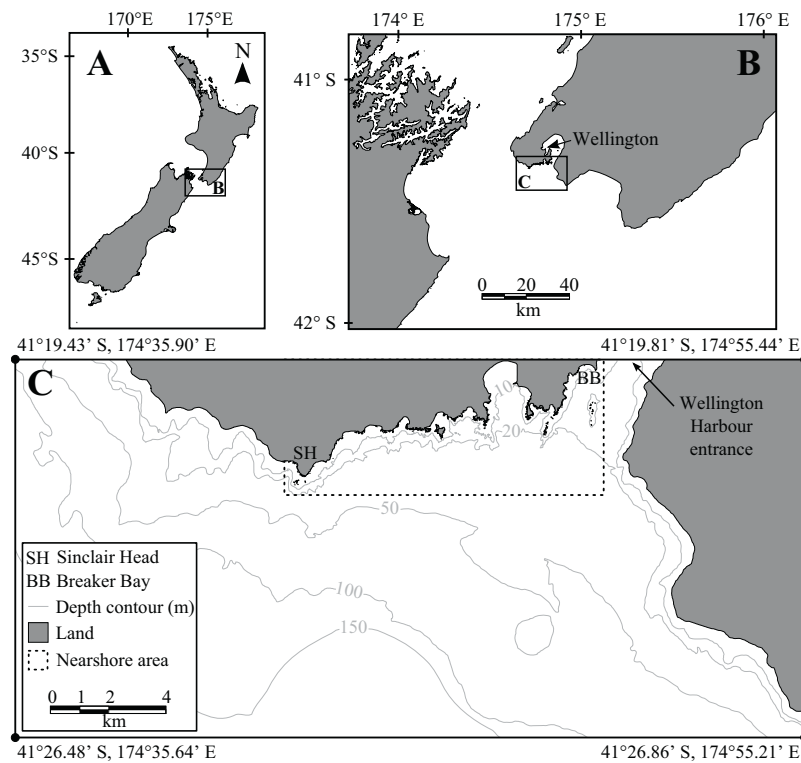 170° E 175° E
35° S
A
N
40° S
B
45° S
174° E 175° E 176° E
41° S
B
Wellington
C
0 20 40
km
42° S
41°19.43’ S, 174°35.90’ E
41°19.81’ S, 174°55.44’ E
C
BB
10
Wellington
Harbour
entrance
20
SH
50
100
150
SH Sinclair Head
BB Breaker Bay
Depth contour (m)
Land
Nearshore area
0 1 2 4
km
41°26.48’ S, 174°35.64’ E
41°26.86’ S, 174°55.21’ E